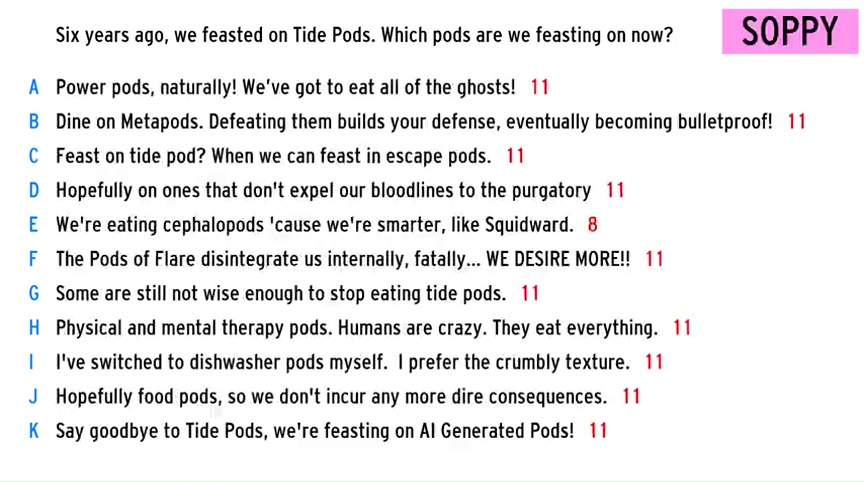 Six years ago, we feasted on Tide Pods. Which pods are we feasting on now?
SOPPY
A Power pods, naturally! We've got to eat all of the ghosts! 11
B Dine on Metapods. Defeating them builds your defense, eventually becoming bulletproof! 11
C Feast on tide pod? When we can feast in escape pods. 11
D Hopefully on ones that don't expel our bloodlines to the purgatory 11
E We're eating cephalopods 'cause we're smarter, like Squidward. 8
F The Pods of Flare disintegrate us internally, fatally... WE DESIRE MORE!! 11
G Some are still not wise enough to stop eating tide pods. 11
H Physical and mental therapy pods. Humans are crazy. They eat everything. 11
I I've switched to dishwasher pods myself. I prefer the crumbly texture. 11
J Hopefully food pods, so we don't incur any more dire consequences. 11
K Say goodbye to Tide Pods, we're feasting on AI Generated Pods! 11